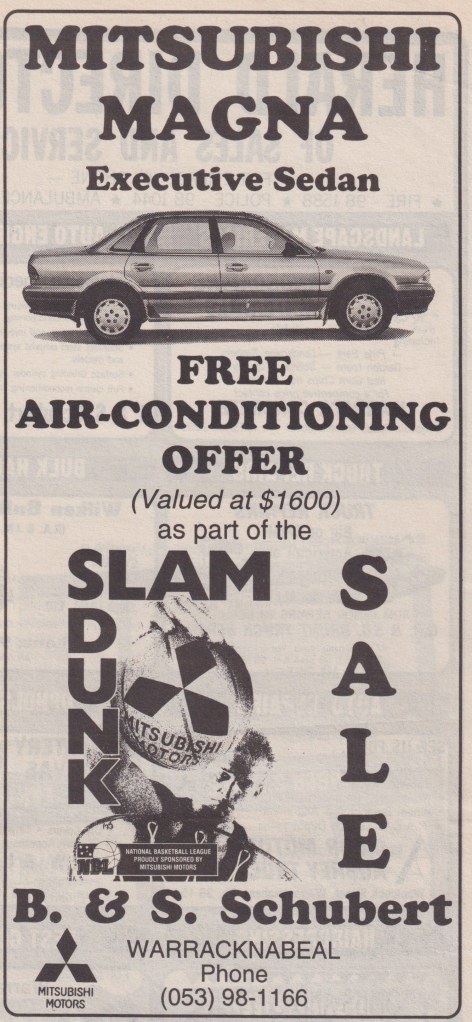 MITSUBISHI
MAGNA
Executive Sedan
FREE
AIR-CONDITIONING
OFFER
(Valued at $1600)
as part of the
SLAM
DUNK
SALE
MITSUBISHI
MOTORS
NBL
NATIONAL BASKETBALL LEAGUE
PROUDLY SPONSORED BY
MITSUBISHI MOTORS
B. & S. Schubert
WARRACKNABEAL
Phone
(053) 98-1166
MITSUBISHI
MOTORS